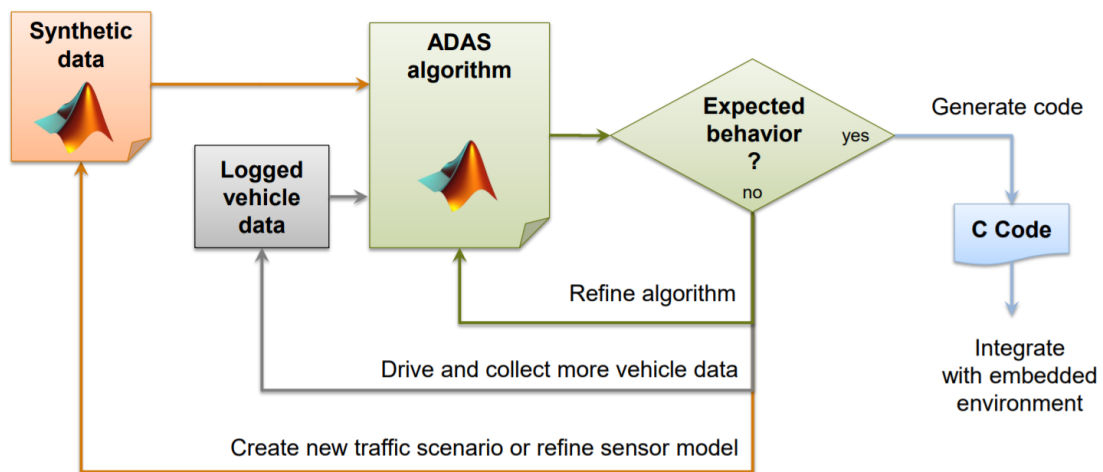 Synthetic
data
ADAS
algorithm
Logged
vehicle
data
Expected
behavior
?
yes
no
Generate code
C Code
Integrate
with embedded
environment
Refine algorithm
Drive and collect more vehicle data
Create new traffic scenario or refine sensor model